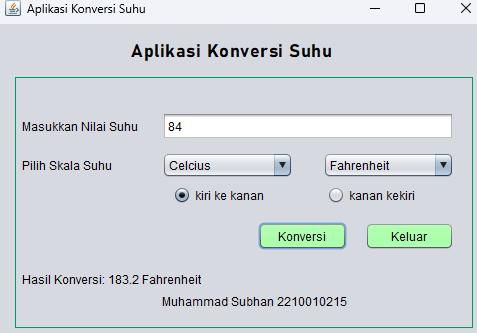 Aplikasi Konversi Suhu
Aplikasi Konversi Suhu
Masukkan Nilai Suhu 84
Pilih Skala Suhu Celcius Fahrenheit
kiri ke kanan kanan kekiri
Konversi Keluar
Hasil Konversi: 183.2 Fahrenheit
Muhammad Subhan 2210010215